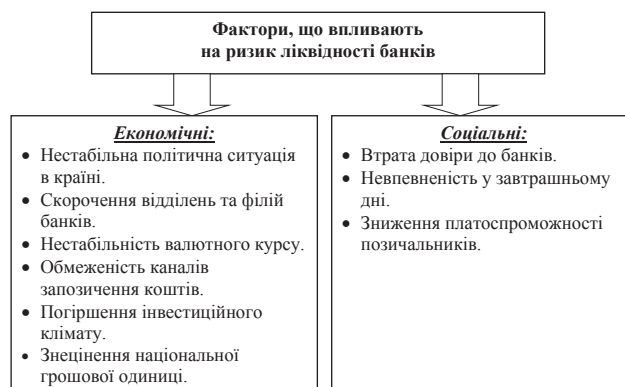 Фактори, що впливають
на ризик ліквідності банків
Економічні:
• Нестабільна політична ситуація
в країні.
• Скорочення відділень та філій
банків.
• Нестабільність валютного курсу.
• Обмеженість каналів
запозичення коштів.
• Погіршення інвестиційного
клімату.
• Знецінення національної
грошової одиниці.
Соціальні:
• Втрата довіри до банків.
• Невпевненість у завтрашньому
дні.
• Зниження платоспроможності
позичальників.